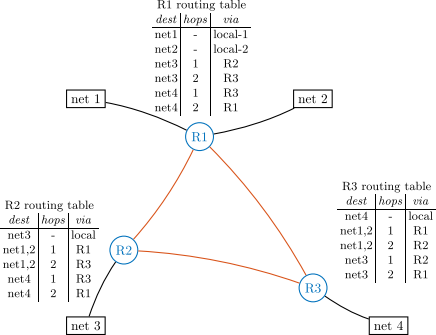 R1 routing table
dest hops via
net1 - local-1
net2 - local-2
net3 1 R2
net3 2 R3
net4 1 R3
net4 2 R1
net 1
net 2
R1
R2 routing table
dest hops via
net3 - local
net1,2 1 R1
net1,2 2 R3
net4 1 R3
net4 2 R1
R2
R3 routing table
dest hops via
net4 - local
net1,2 1 R1
net1,2 2 R2
net3 1 R2
net3 2 R1
R3
net 3
net 4